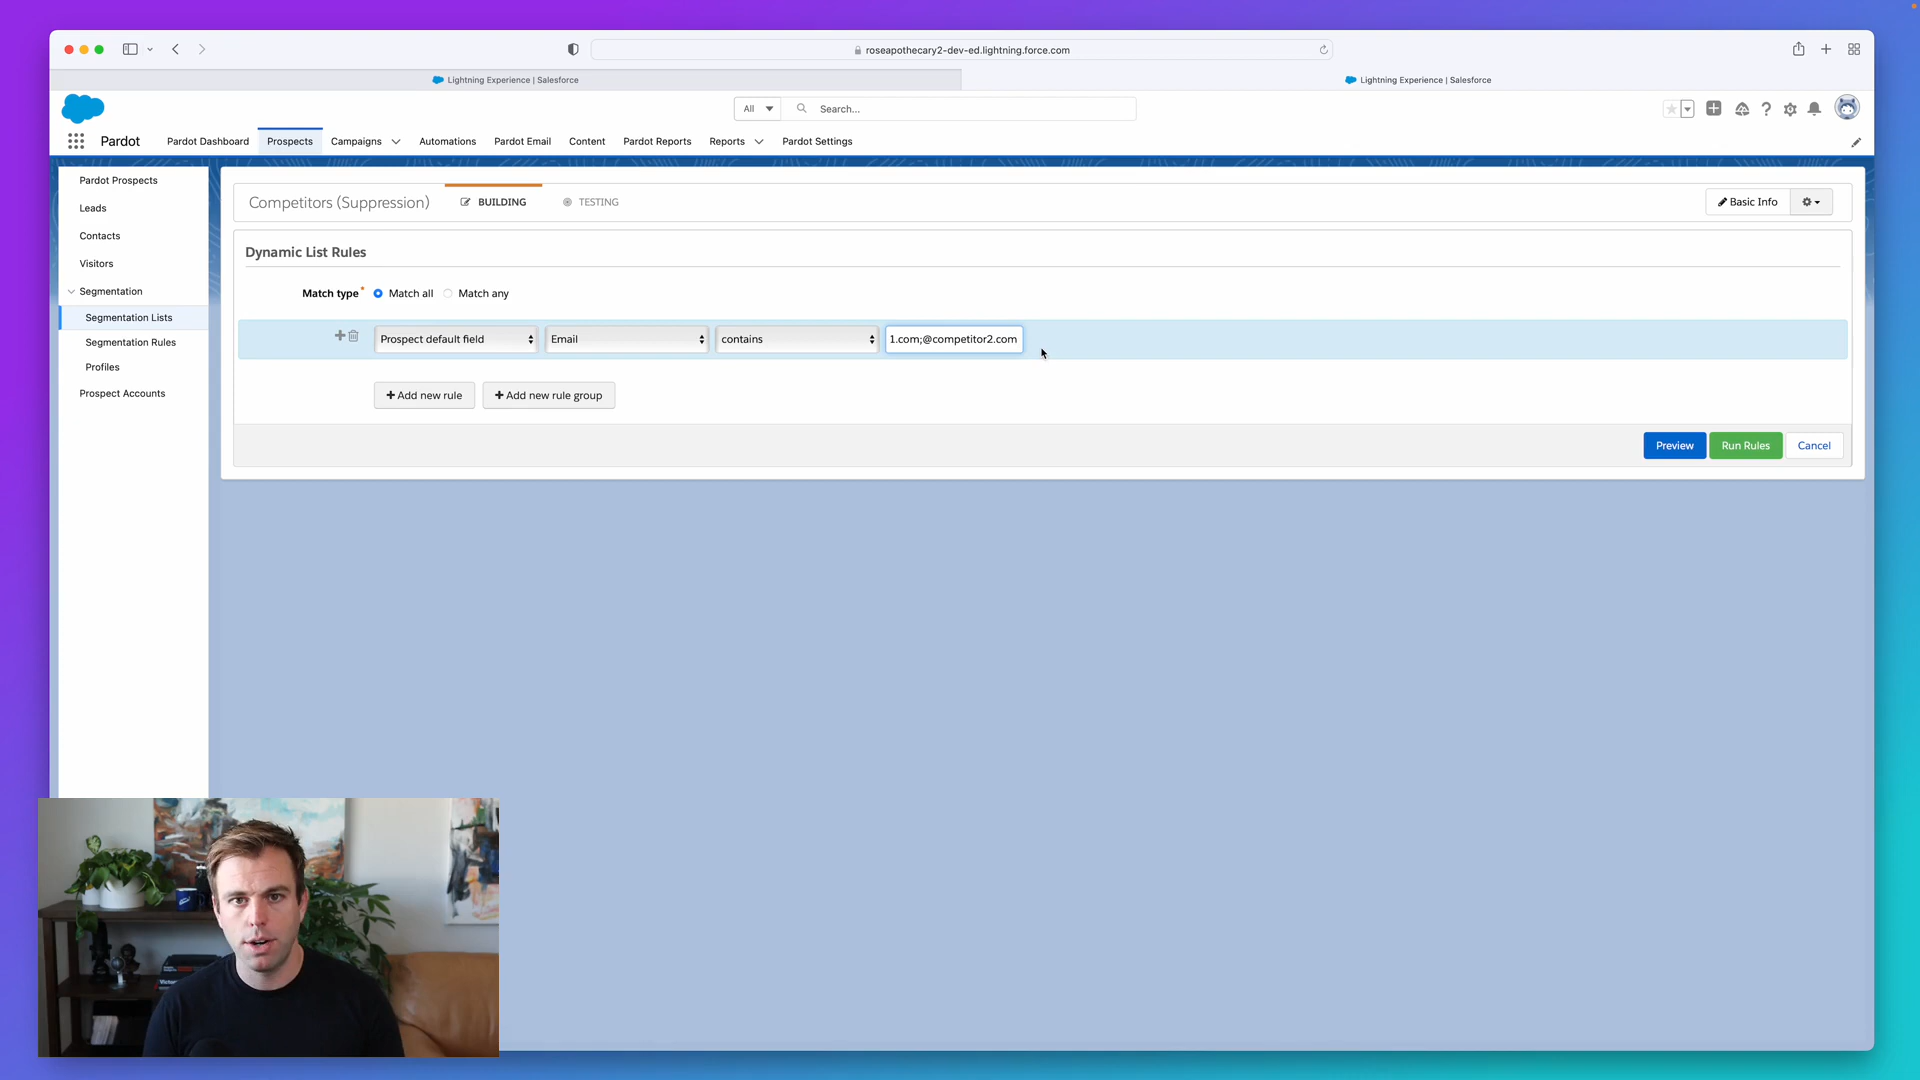 roseapothecary2-dev-ed.lightning.force.com
Lightning Experience | Salesforce
Lightning Experience | Salesforce
All
Search...
Pardot
Pardot Dashboard
Prospects
Campaigns
Automations
Pardot Email
Content
Pardot Reports
Reports
Pardot Settings
Pardot Prospects
Leads
Contacts
Visitors
Segmentation
Segmentation Lists
Segmentation Rules
Profiles
Prospect Accounts
Competitors (Suppression)
BUILDING
TESTING
Basic Info
Dynamic List Rules
Match type*
Match all
Match any
Prospect default field
Email
contains
1.com;@competitor2.com
+ Add new rule
+ Add new rule group
Preview
Run Rules
Cancel